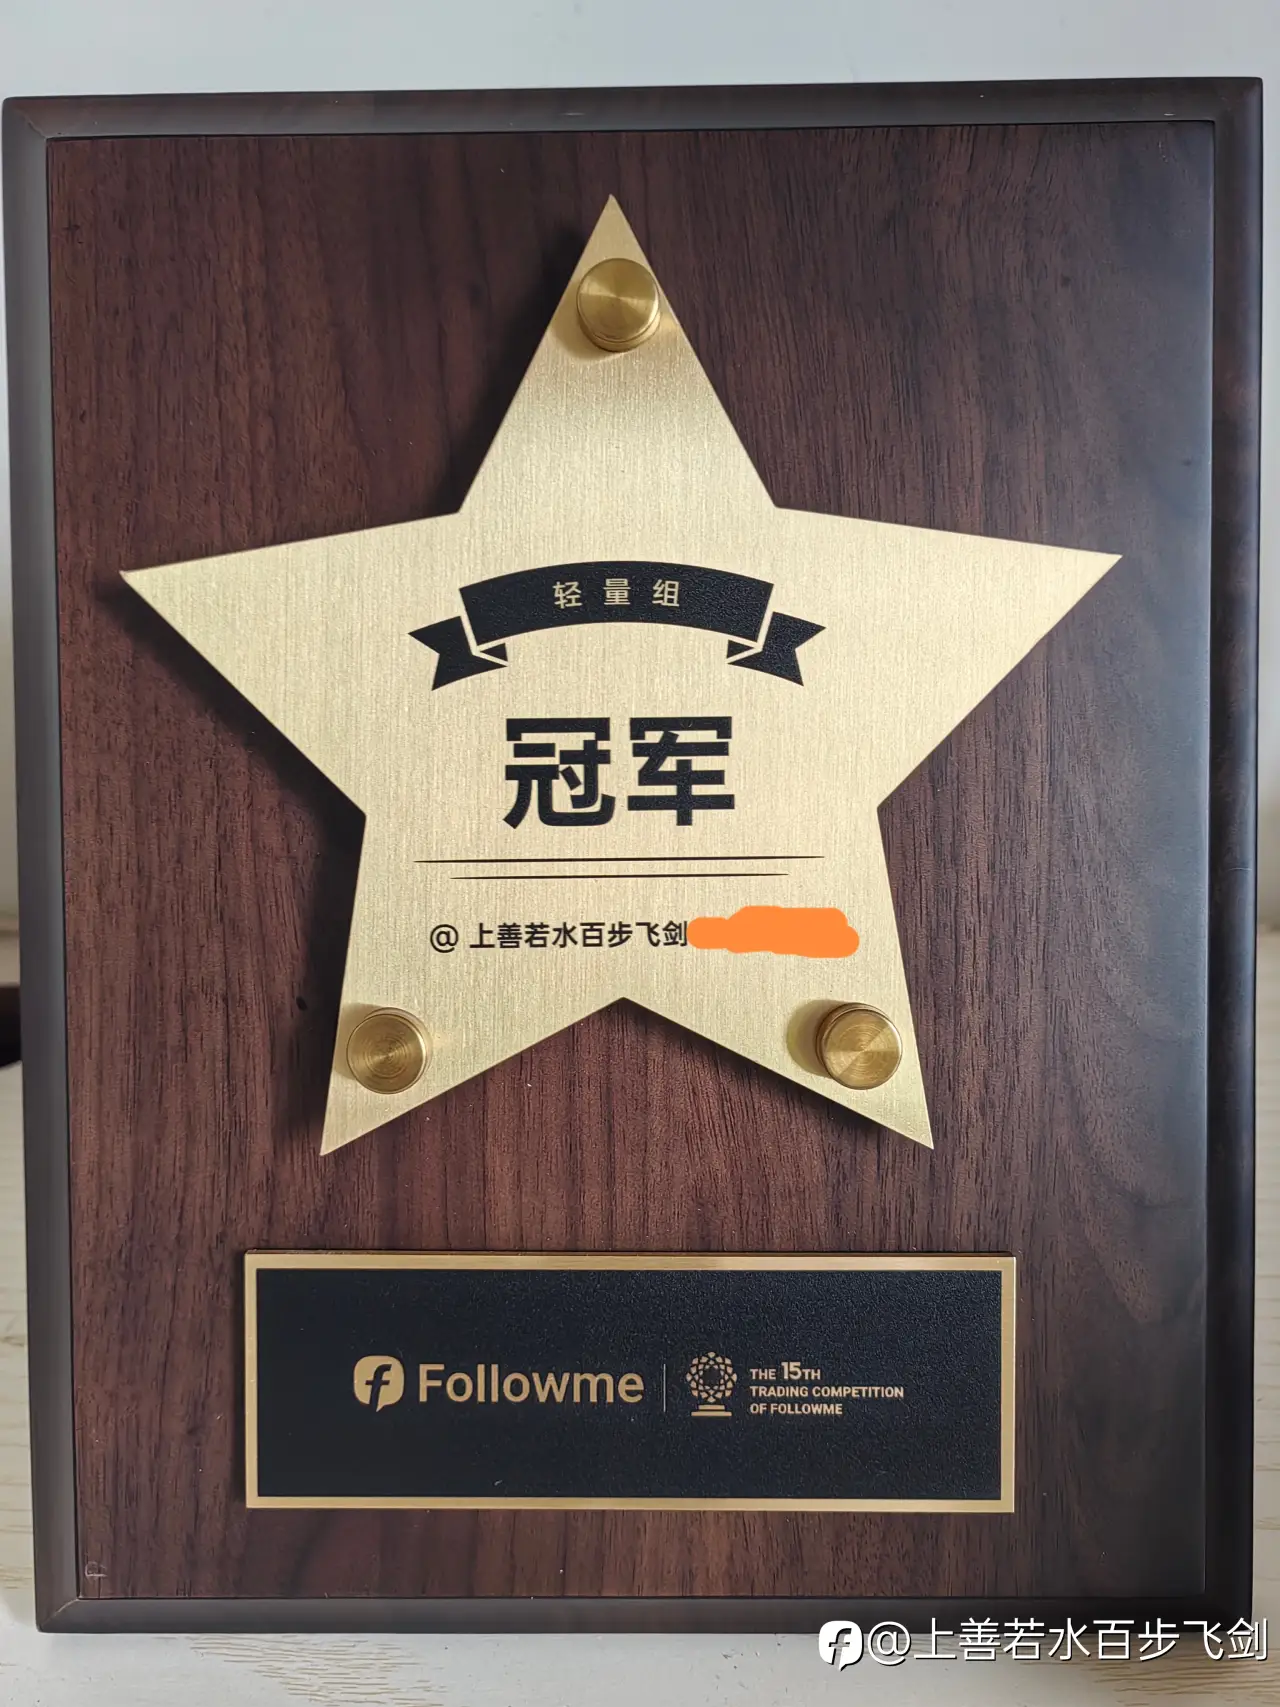 轻量组
冠军
@ 上善若水百步飞剑
Followme
THE 15TH
TRADING COMPETITION
OF FOLLOWME
@上善若水百步飞剑